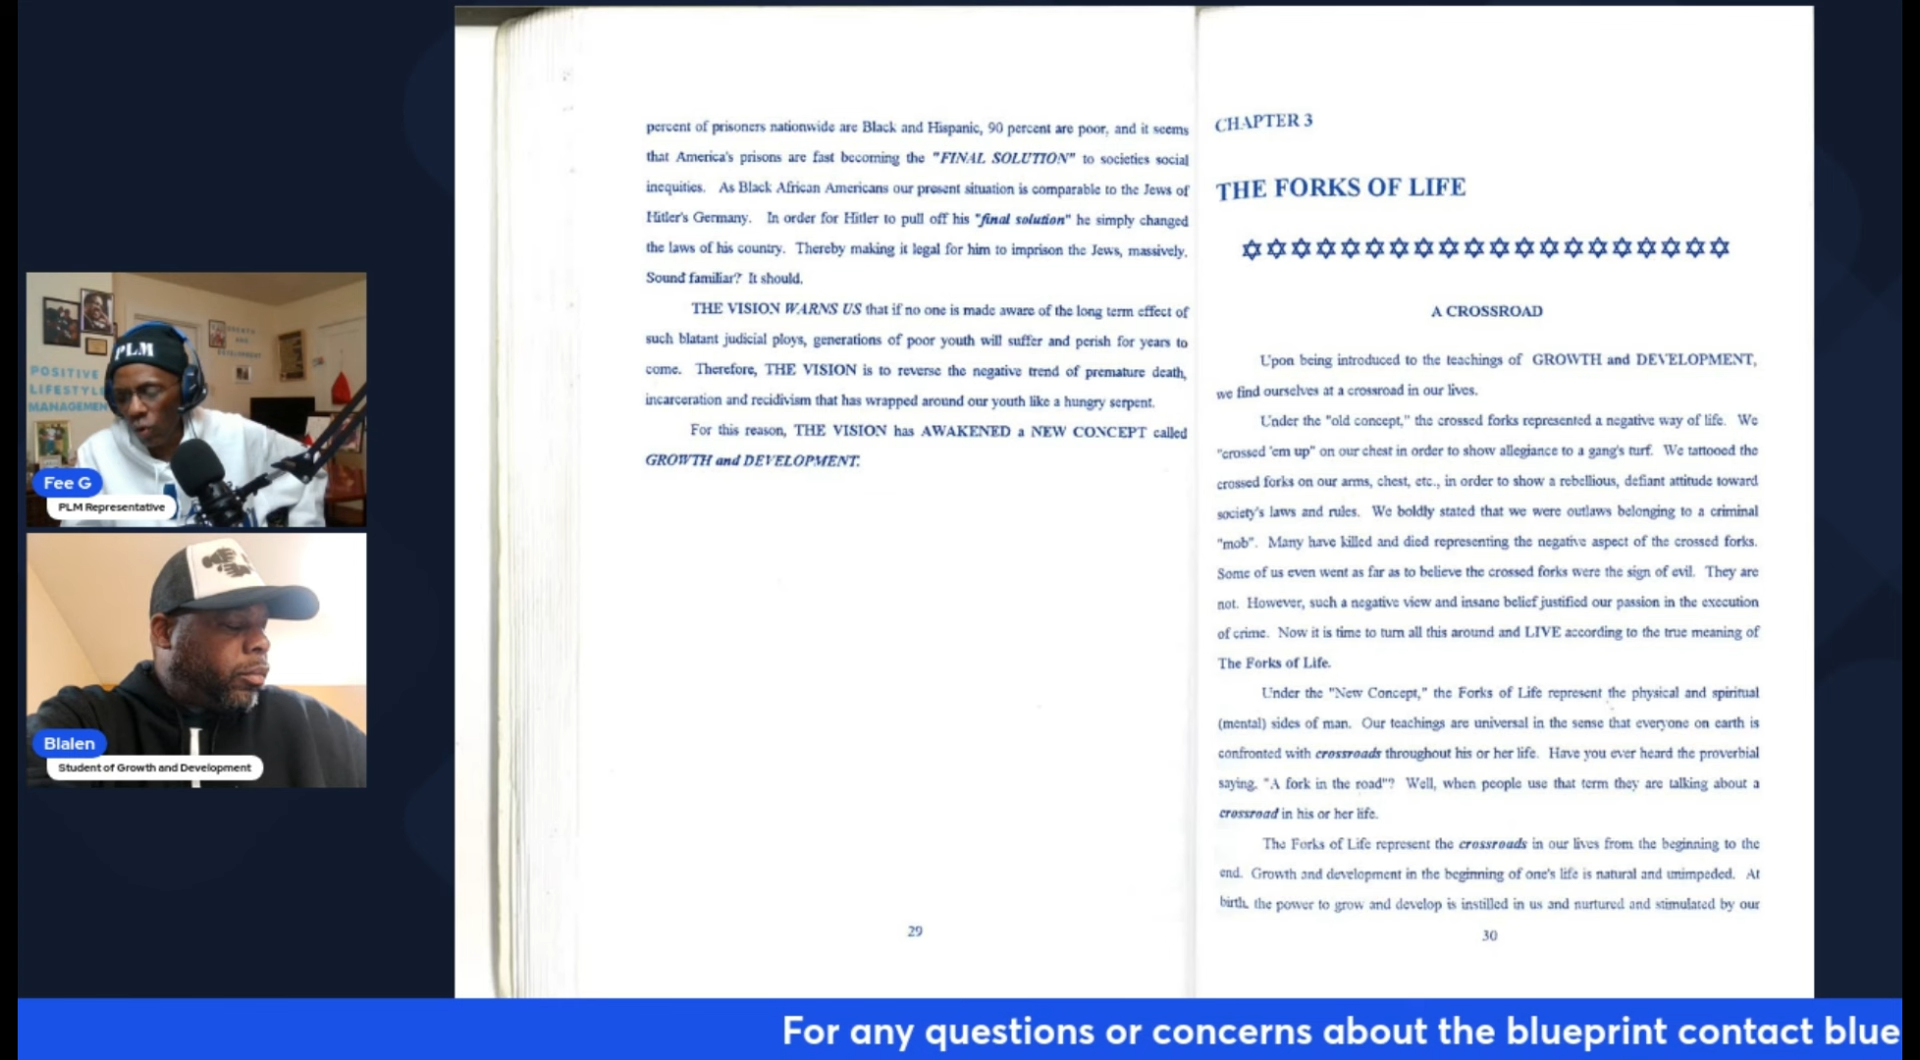 percent of prisoners nationwide are Black and Hispanic, 90 percent are poor, and it seems
that America's prisons are fast becoming the "FINAL SOLUTION" to societies social
inequities. As Black African Americans our present situation is comparable to the Jews of
Hitler's Germany. In order for Hitler to pull off his "final solution" he simply changed
the laws of his country. Thereby making it legal for him to imprison the Jews, massively.
Sound familiar? It should.
THE VISION WARNS US that if no one is made aware of the long term effect of
such blatant judicial ploys, generations of poor youth will suffer and perish for years to
come. Therefore, THE VISION is to reverse the negative trend of premature death,
incarceration and recidivism that has wrapped around our youth like a hungry serpent.
For this reason, THE VISION has AWAKENED a NEW CONCEPT called
GROWTH and DEVELOPMENT.
29
CHAPTER 3
THE FORKS OF LIFE
A CROSSROAD
Upon being introduced to the teachings of GROWTH and DEVELOPMENT,
we find ourselves at a crossroad in our lives.
Under the "old concept," the crossed forks represented a negative way of life. We
"crossed 'em up" on our chest in order to show allegiance to a gang's turf. We tattooed the
crossed forks on our arms, chest, etc., in order to show a rebellious, defiant attitude toward
society's laws and rules. We boldly stated that we were outlaws belonging to a criminal
"mob". Many have killed and died representing the negative aspect of the crossed forks.
Some of us even went as far as to believe the crossed forks were the sign of evil. They are
not. However, such a negative view and insane belief justified our passion in the execution
of crime. Now it is time to turn all this around and LIVE according to the true meaning of
The Forks of Life.
Under the "New Concept," the Forks of Life represent the physical and spiritual
(mental) sides of man. Our teachings are universal in the sense that everyone on earth is
confronted with crossroads throughout his or her life. Have you ever heard the proverbial
saying, "A fork in the road"? Well, when people use that term they are talking about a
crossroad in his or her life.
The Forks of Life represent the crossroads in our lives from the beginning to the
end. Growth and development in the beginning of one's life is natural and unimpeded. At
birth, the power to grow and develop is instilled in us and nurtured and stimulated by our
30
PLM
POSITIVE
LIFESTYLE
MANAGEMEN
GROWTH
AND
DEVELOPMENT
Fee G
PLM Representative
Blalen
Student of Growth and Development
For any questions or concerns about the blueprint contact blue